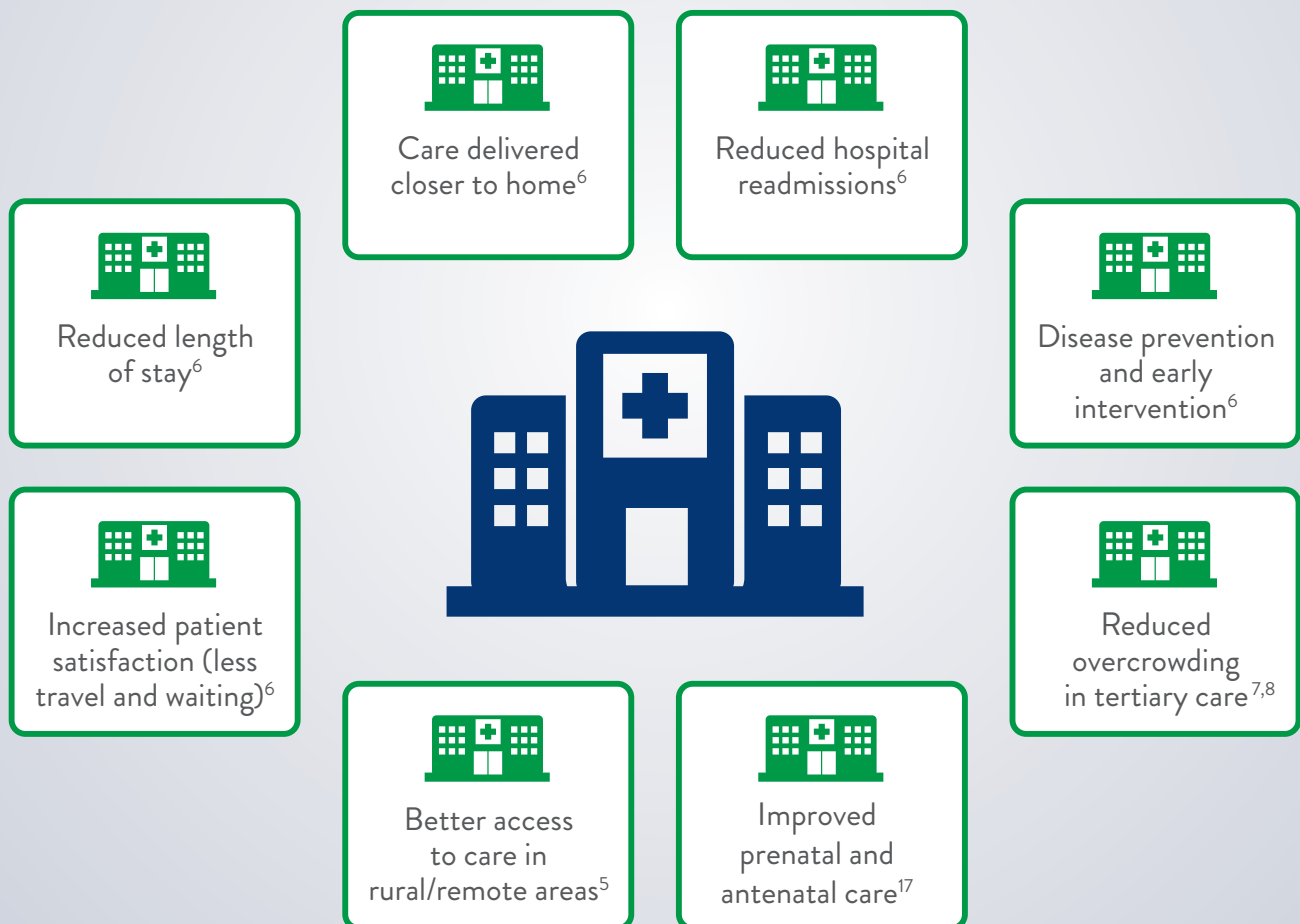 Care delivered
closer to home⁶
Reduced hospital
readmissions⁶
Reduced length
of stay⁶
Disease prevention
and early
intervention⁶
Increased patient
satisfaction (less
travel and waiting)⁶
Reduced
overcrowding
in tertiary care⁷,⁸
Better access
to care in
rural/remote areas⁵
Improved
prenatal and
antenatal care¹⁷